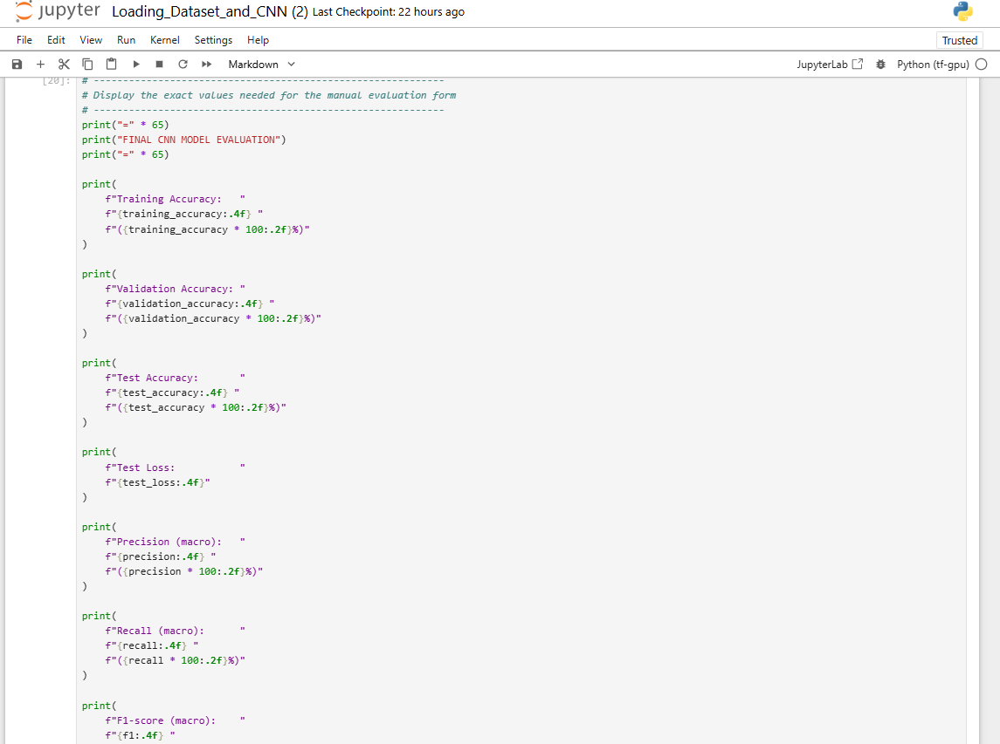 jupyter Loading_Dataset_and_CNN (2) Last Checkpoint: 22 hours ago
File Edit View Run Kernel Settings Help Trusted
Markdown JupyterLab Python (tf-gpu)
[20]: # ------------------------------------------------------------
# Display the exact values needed for the manual evaluation form
# ------------------------------------------------------------
print("=" * 65)
print("FINAL CNN MODEL EVALUATION")
print("=" * 65)

print(
    f"Training Accuracy:   "
    f"{training_accuracy:.4f} "
    f"({training_accuracy * 100:.2f}%)"
)

print(
    f"Validation Accuracy: "
    f"{validation_accuracy:.4f} "
    f"({validation_accuracy * 100:.2f}%)"
)

print(
    f"Test Accuracy:       "
    f"{test_accuracy:.4f} "
    f"({test_accuracy * 100:.2f}%)"
)

print(
    f"Test Loss:           "
    f"{test_loss:.4f}"
)

print(
    f"Precision (macro):   "
    f"{precision:.4f} "
    f"({precision * 100:.2f}%)"
)

print(
    f"Recall (macro):      "
    f"{recall:.4f} "
    f"({recall * 100:.2f}%)"
)

print(
    f"F1-score (macro):    "
    f"{f1:.4f} "